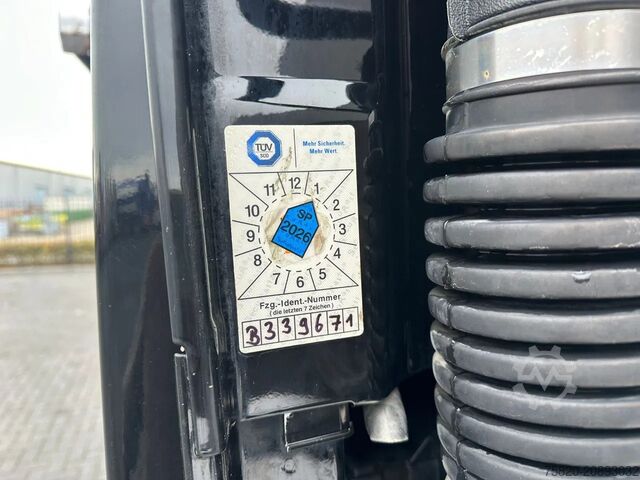 TÜV
SÜD
Mehr Sicherheit.
Mehr Wert.
11 12 1
10 2
9 3
8 4
7 6 5
SP
2026
Fzg.-Ident.-Nummer
(die letzten 7 Zeichen)
B339671